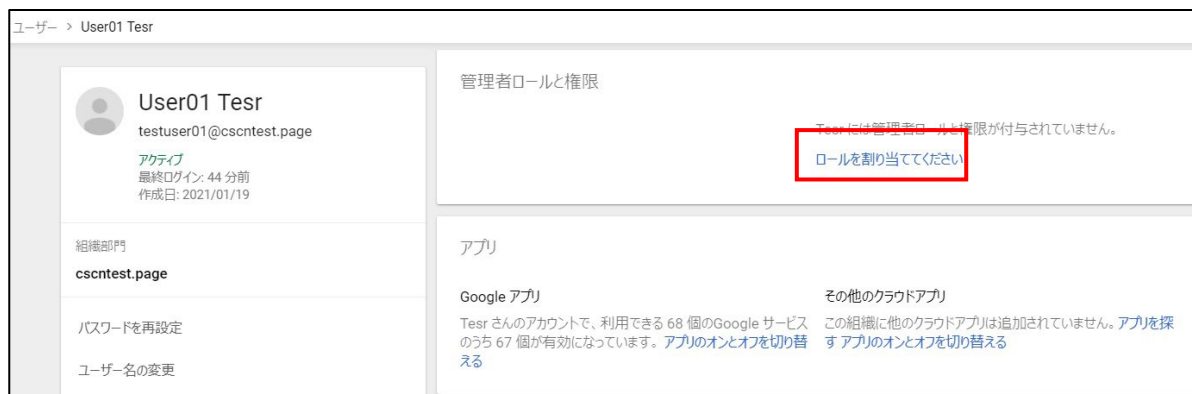 ユーザー > User01 Tesr
User01 Tesr
testuser01@cscntest.page
アクティブ
最終ログイン: 44 分前
作成日: 2021/01/19
組織部門
cscntest.page
パスワードを再設定
ユーザー名の変更
管理者ロールと権限
Tesr には管理者ロールと権限が付与されていません。
ロールを割り当ててください
アプリ
Google アプリ
Tesr さんのアカウントで、利用できる 68 個のGoogle サービス
のうち 67 個が有効になっています。 アプリのオンとオフを切り替
える
その他のクラウドアプリ
この組織に他のクラウドアプリは追加されていません。アプリを探
す アプリのオンとオフを切り替える